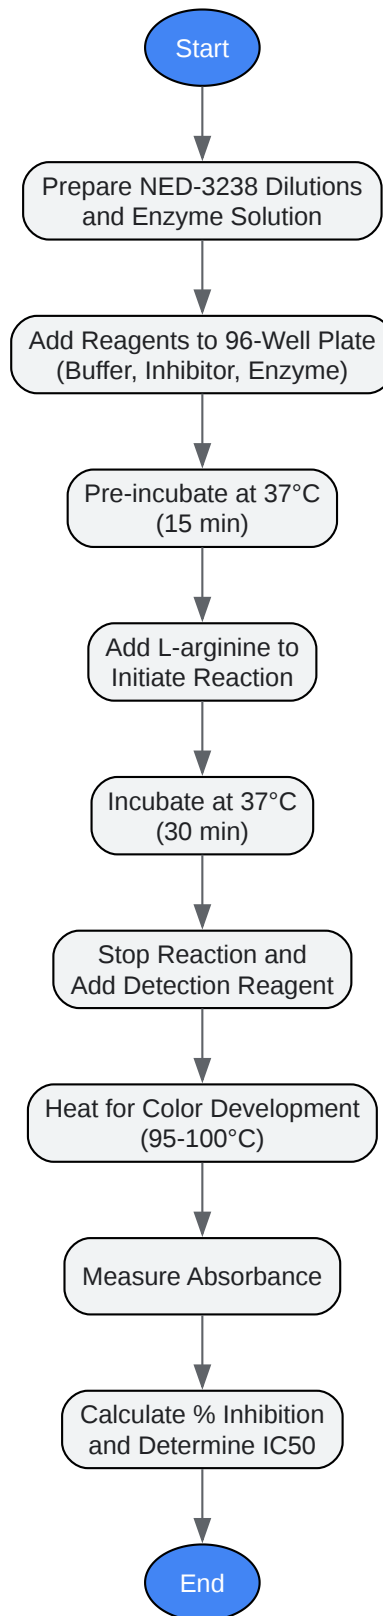 Start
Prepare NED-3238 Dilutions
and Enzyme Solution
Add Reagents to 96-Well Plate
(Buffer, Inhibitor, Enzyme)
Pre-incubate at 37°C
(15 min)
Add L-arginine to
Initiate Reaction
Incubate at 37°C
(30 min)
Stop Reaction and
Add Detection Reagent
Heat for Color Development
(95-100°C)
Measure Absorbance
Calculate % Inhibition
and Determine IC50
End